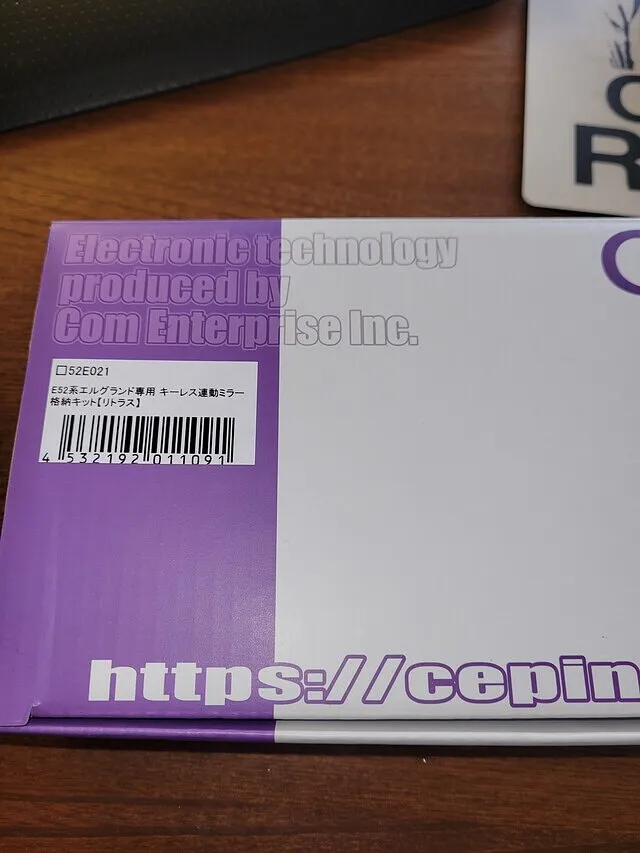 R
Electronic technology
produced by
Com Enterprise Inc.
□52E021
E52系エルグランド専用 キーレス連動ミラー
格納キット【リトラス】
4 532192 011091
https://cepin